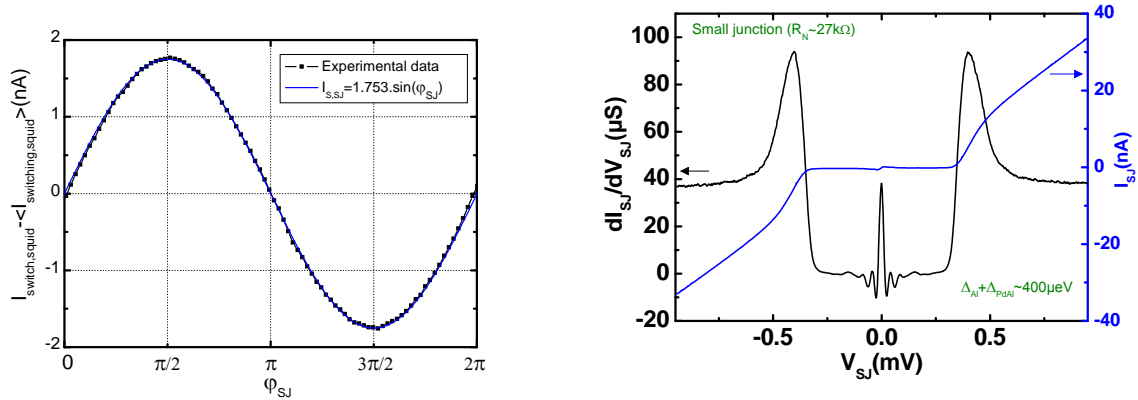 I_switch,squid-<I_switching,squid>(nA)
2
1
0
-1
-2
Experimental data
I_S,SJ=1.753.sin(φ_SJ)
0
π/2
π
3π/2
2π
φ_SJ
dI_SJ/dV_SJ(µS)
100
80
60
40
20
0
-20
Small junction (R_N~27kΩ)
Δ_Al+Δ_PdAl~400µeV
-0.5
0.0
0.5
V_SJ(mV)
40
20
0
-20
-40
I_SJ(nA)